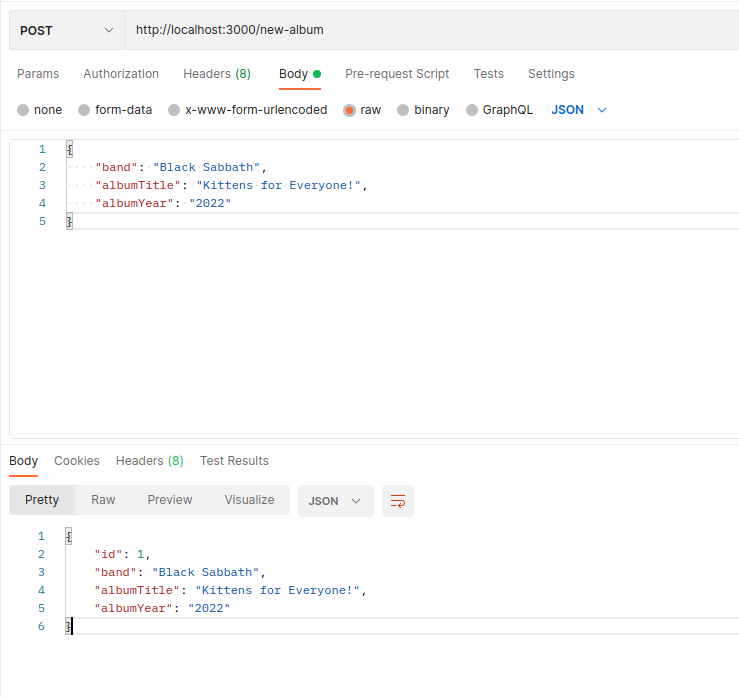 POST http://localhost:3000/new-album
Params Authorization Headers (8) Body Pre-request Script Tests Settings
none form-data x-www-form-urlencoded raw binary GraphQL JSON
1 {
2 "band": "Black Sabbath",
3 "albumTitle": "Kittens for Everyone!",
4 "albumYear": "2022"
5 }
Body Cookies Headers (8) Test Results
Pretty Raw Preview Visualize JSON
1 {
2 "id": 1,
3 "band": "Black Sabbath",
4 "albumTitle": "Kittens for Everyone!",
5 "albumYear": "2022"
6 }